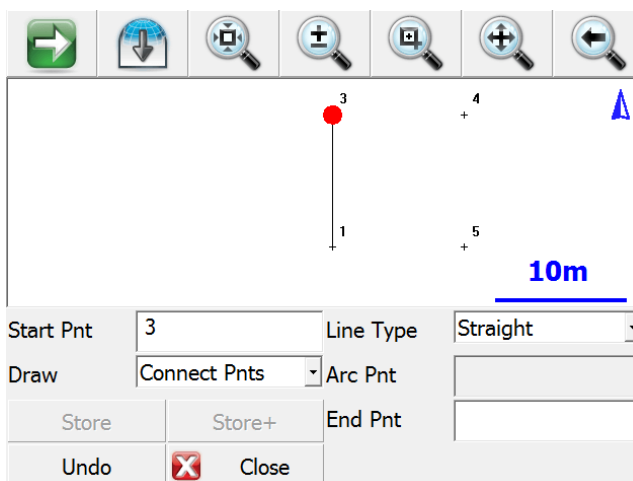 3 4
1 5
10m
Start Pnt 3 Line Type Straight
Draw Connect Pnts Arc Pnt
Store Store+ End Pnt
Undo Close